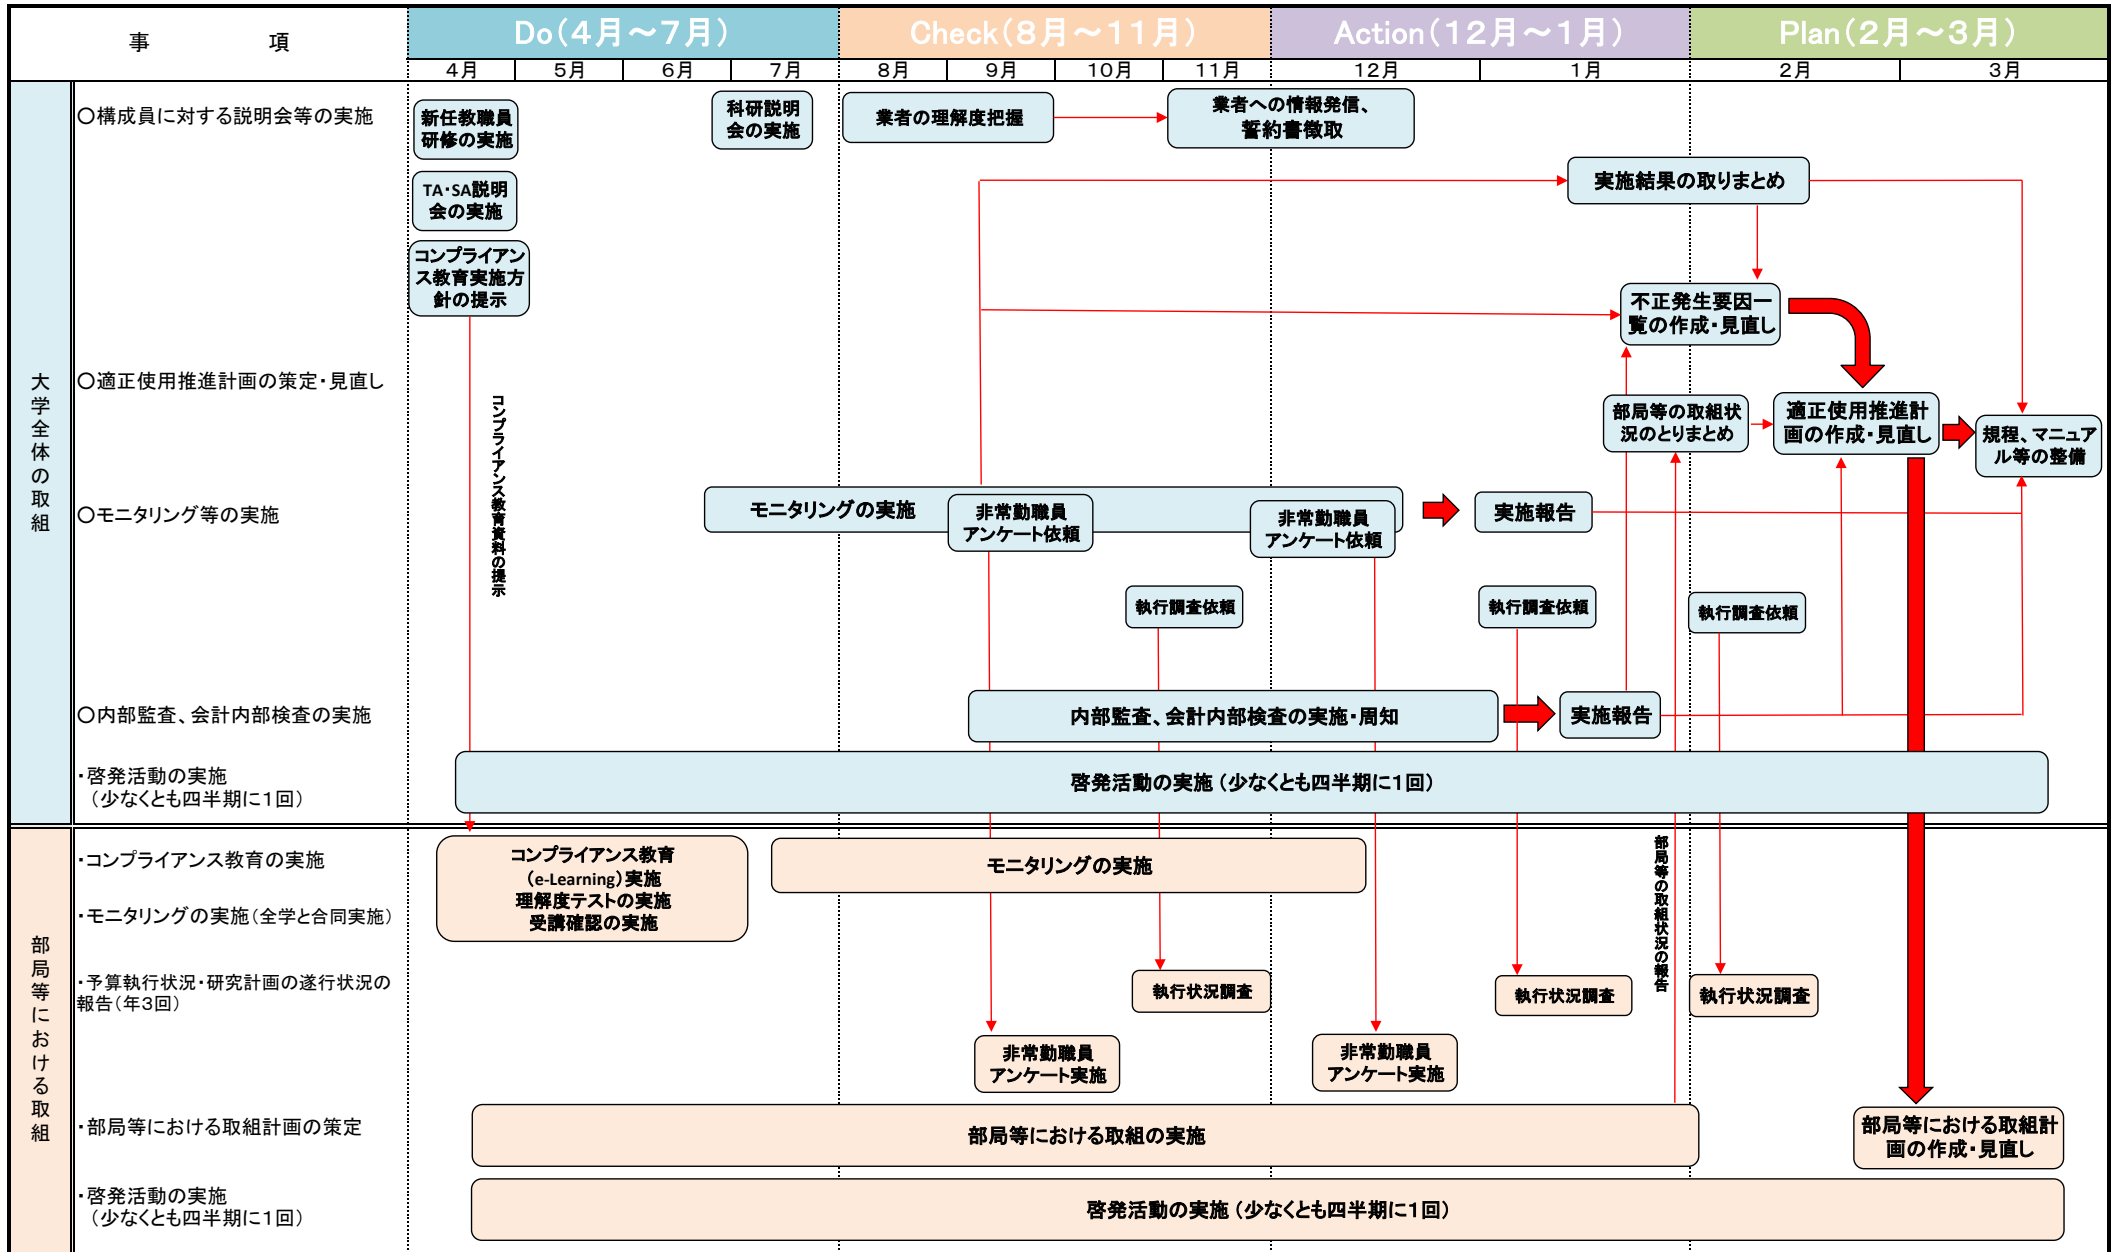 事　項
Do(4月～7月)
Check(8月～11月)
Action(12月～1月)
Plan(2月～3月)
4月
5月
6月
7月
8月
9月
10月
11月
12月
1月
2月
3月
大学全体の取組
○構成員に対する説明会等の実施
新任教職員
研修の実施
科研説明
会の実施
業者の理解度把握
業者への情報発信、
誓約書徴取
TA・SA説明
会の実施
実施結果の取りまとめ
コンプライアン
ス教育実施方
針の提示
不正発生要因一
覧の作成・見直し
○適正使用推進計画の策定・見直し
コンプライアンス教育資料の提示
部局等の取組状
況のとりまとめ
適正使用推進計
画の作成・見直し
規程、マニュア
ル等の整備
○モニタリング等の実施
モニタリングの実施
非常勤職員
アンケート依頼
非常勤職員
アンケート依頼
実施報告
執行調査依頼
執行調査依頼
執行調査依頼
○内部監査、会計内部検査の実施
内部監査、会計内部検査の実施・周知
実施報告
・啓発活動の実施
（少なくとも四半期に1回）
啓発活動の実施（少なくとも四半期に1回）
部局等における取組
・コンプライアンス教育の実施
コンプライアンス教育
（e-Learning）実施
理解度テストの実施
受講確認の実施
モニタリングの実施
部局等の取組状況の報告
・モニタリングの実施（全学と合同実施）
・予算執行状況・研究計画の遂行状況の
報告（年3回）
執行状況調査
執行状況調査
執行状況調査
非常勤職員
アンケート実施
非常勤職員
アンケート実施
・部局等における取組計画の策定
部局等における取組の実施
部局等における取組計
画の作成・見直し
・啓発活動の実施
（少なくとも四半期に1回）
啓発活動の実施（少なくとも四半期に1回）